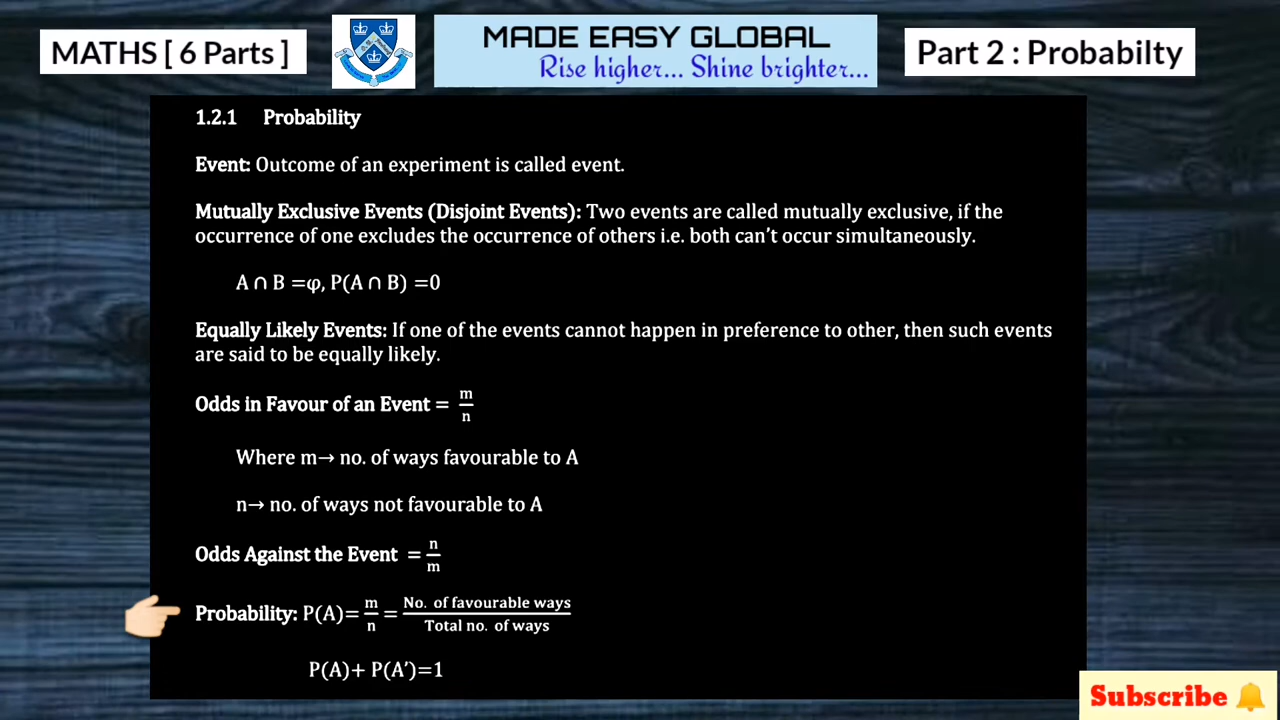 MATHS [ 6 Parts ]
MADE EASY GLOBAL
Rise higher... Shine brighter...
Part 2 : Probabilty
1.2.1 Probability
Event: Outcome of an experiment is called event.
Mutually Exclusive Events (Disjoint Events): Two events are called mutually exclusive, if the
occurrence of one excludes the occurrence of others i.e. both can't occur simultaneously.
A ∩ B =φ, P(A ∩ B) =0
Equally Likely Events: If one of the events cannot happen in preference to other, then such events
are said to be equally likely.
Odds in Favour of an Event = m/n
Where m→ no. of ways favourable to A
n→ no. of ways not favourable to A
Odds Against the Event = n/m
Probability: P(A)= m/n = No. of favourable ways/Total no. of ways
P(A)+ P(A')=1
Subscribe